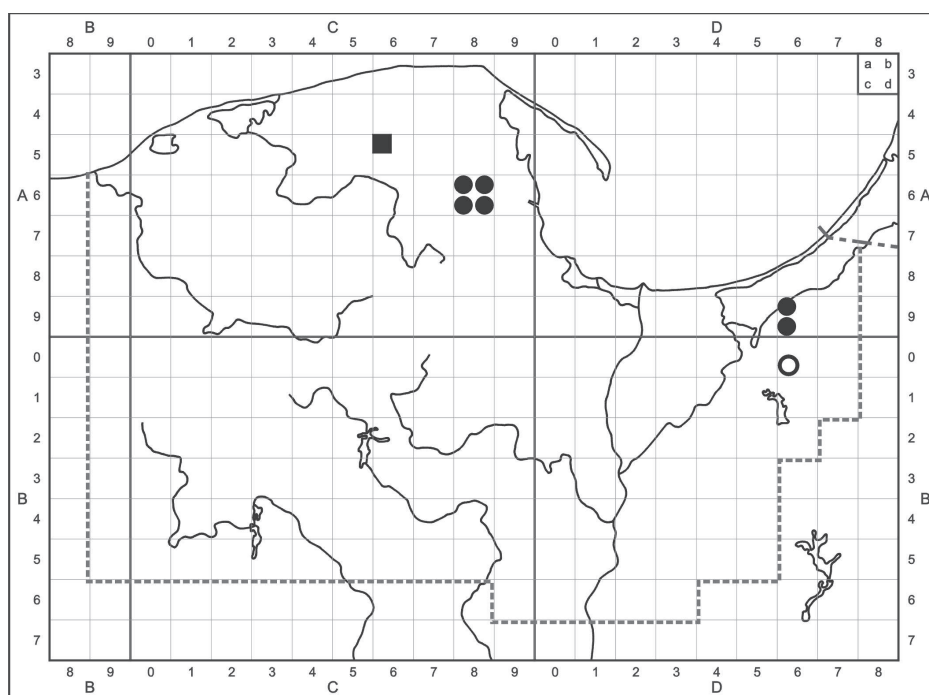 B C D
8 9 0 1 2 3 4 5 6 7 8 9 0 1 2 3 4 5 6 7 8
3 a b 3
c d
4 4
5 5
A 6 6 A
7 7
8 8
9 9
0 0
1 1
2 2
3 3
B B
4 4
5 5
6 6
7 7
8 9 0 1 2 3 4 5 6 7 8 9 0 1 2 3 4 5 6 7 8
B C D